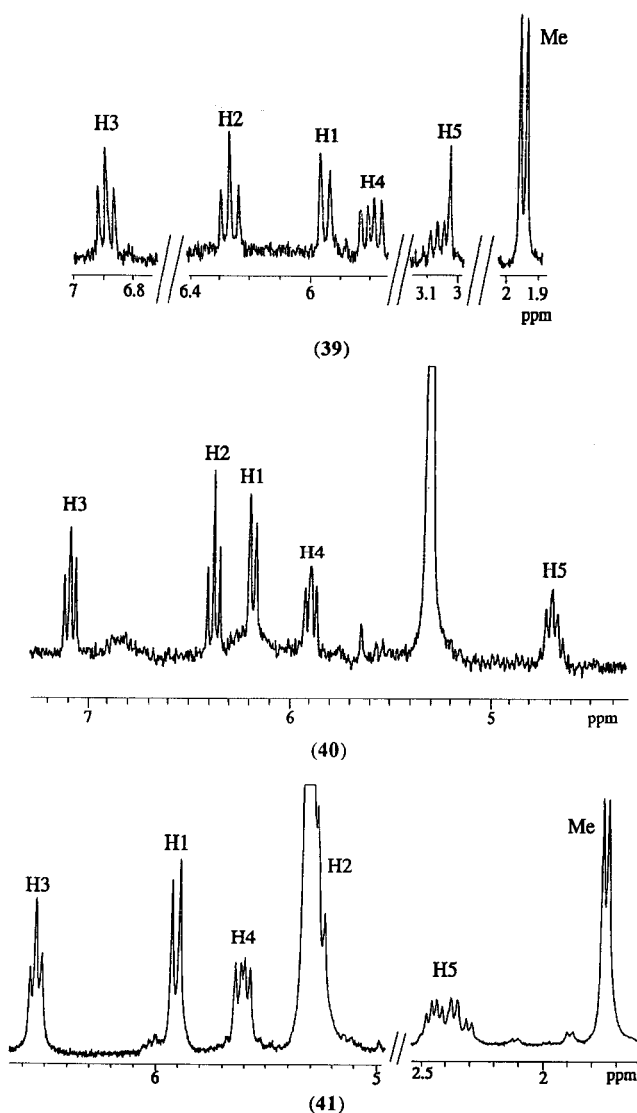 Me
H3 H2 H1 H5
H4
7 6.8 6.4 6 3.1 3 2 1.9
ppm
(39)
H2
H1
H3
H4 H5
7 6 5 ppm
(40)
H1 Me
H3 H2
H4
H5
6 5 2.5 2 ppm
(41)